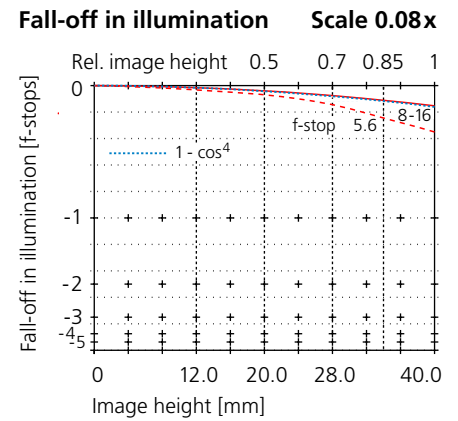 Fall-off in illumination Scale 0.08x
Rel. image height 0.5 0.7 0.85 1
Fall-off in illumination [f-stops]
0
8-16
f-stop 5.6
1 - cos⁴
-1
-2
-3
-4
-5
0 12.0 20.0 28.0 40.0
Image height [mm]